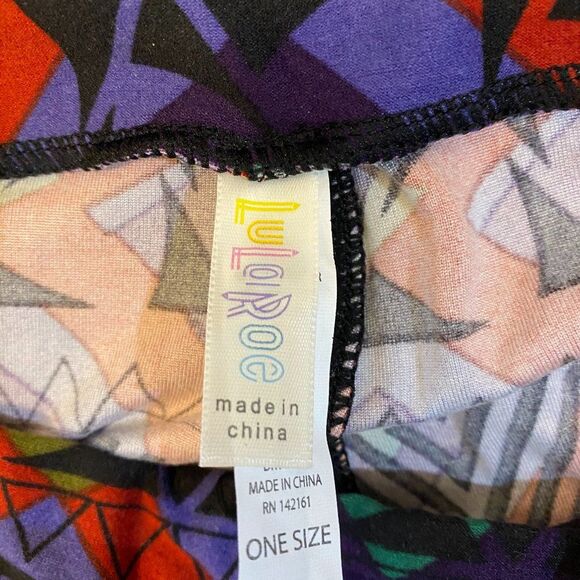 LuLaRoe
made in
china
MADE IN CHINA
RN 142161
ONE SIZE